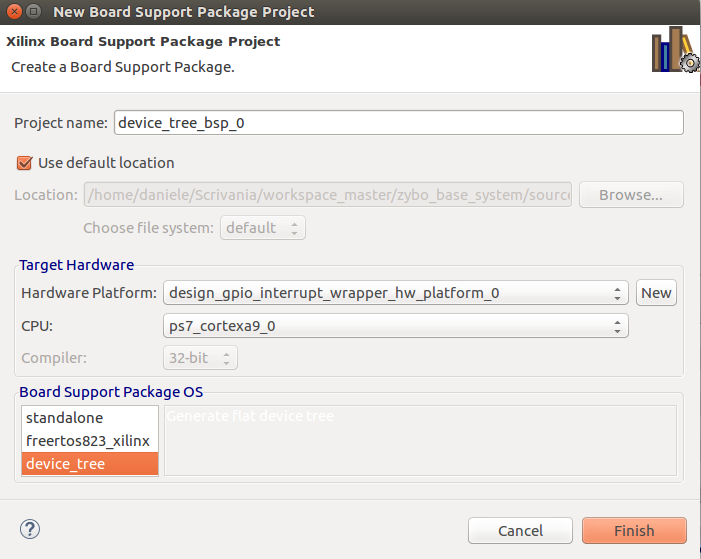 New Board Support Package Project
Xilinx Board Support Package Project
Create a Board Support Package.
Project name: device_tree_bsp_0
Use default location
Location: /home/daniele/Scrivania/workspace_master/zybo_base_system/source Browse...
Choose file system: default
Target Hardware
Hardware Platform: design_gpio_interrupt_wrapper_hw_platform_0 New
CPU: ps7_cortexa9_0
Compiler: 32-bit
Board Support Package OS
standalone Generate flat device tree
freertos823_xilinx
device_tree
? Cancel Finish